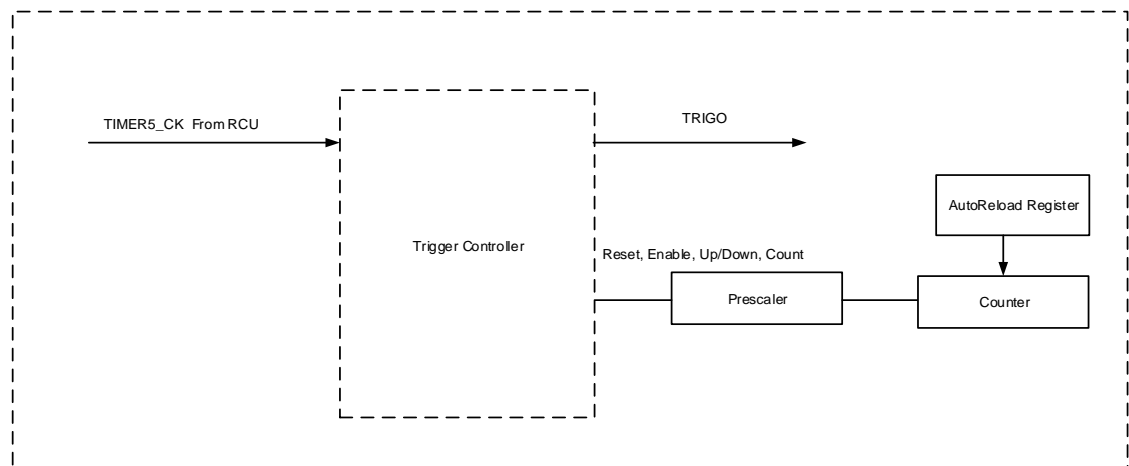 TIMER5_CK From RCU
TRIGO
AutoReload Register
Trigger Controller
Reset, Enable, Up/Down, Count
Prescaler
Counter